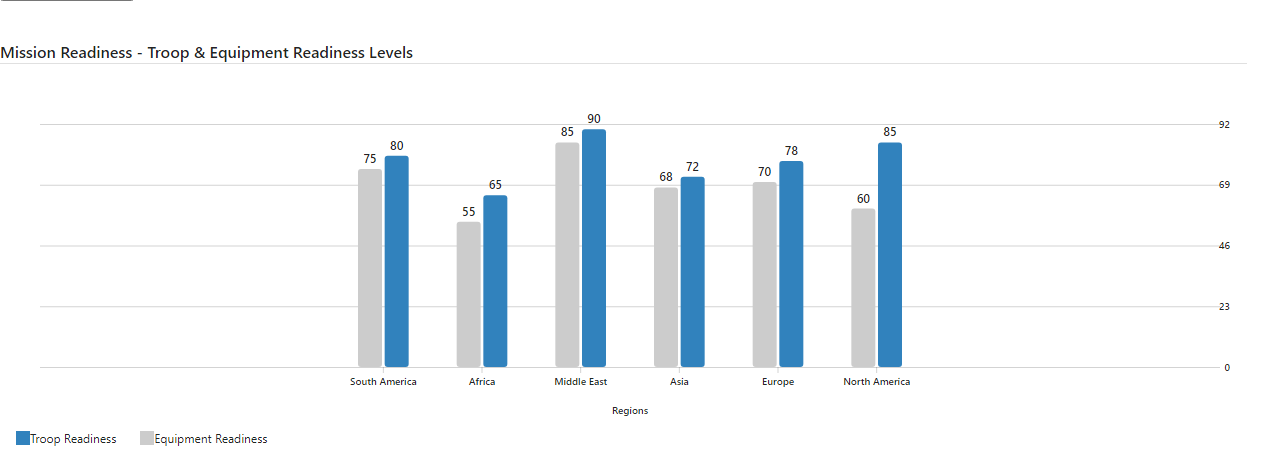 Mission Readiness - Troop & Equipment Readiness Levels
90
92
85
85
80
78
75
72
70
68
69
65
60
55
46
23
0
South America
Africa
Middle East
Asia
Europe
North America
Regions
Troop Readiness
Equipment Readiness